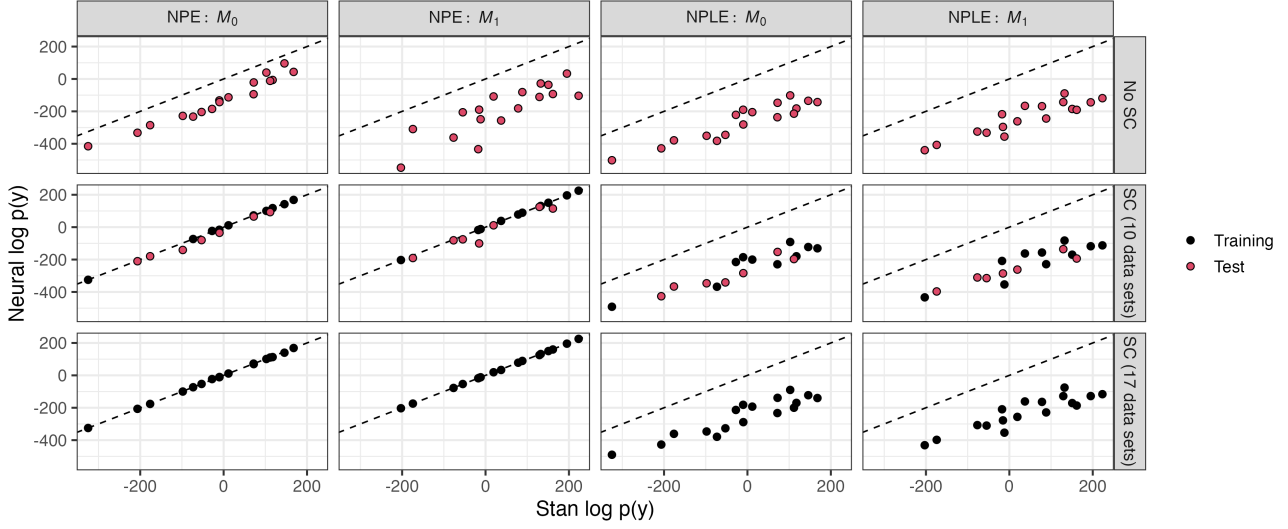 NPE: M₀
NPE: M₁
NPLE: M₀
NPLE: M₁
Neural log p(y)
200
0
-200
-400
No SC
200
0
-200
-400
SC (10 data sets)
200
0
-200
-400
SC (17 data sets)
-200 0 200
-200 0 200
-200 0 200
-200 0 200
Stan log p(y)
Training
Test